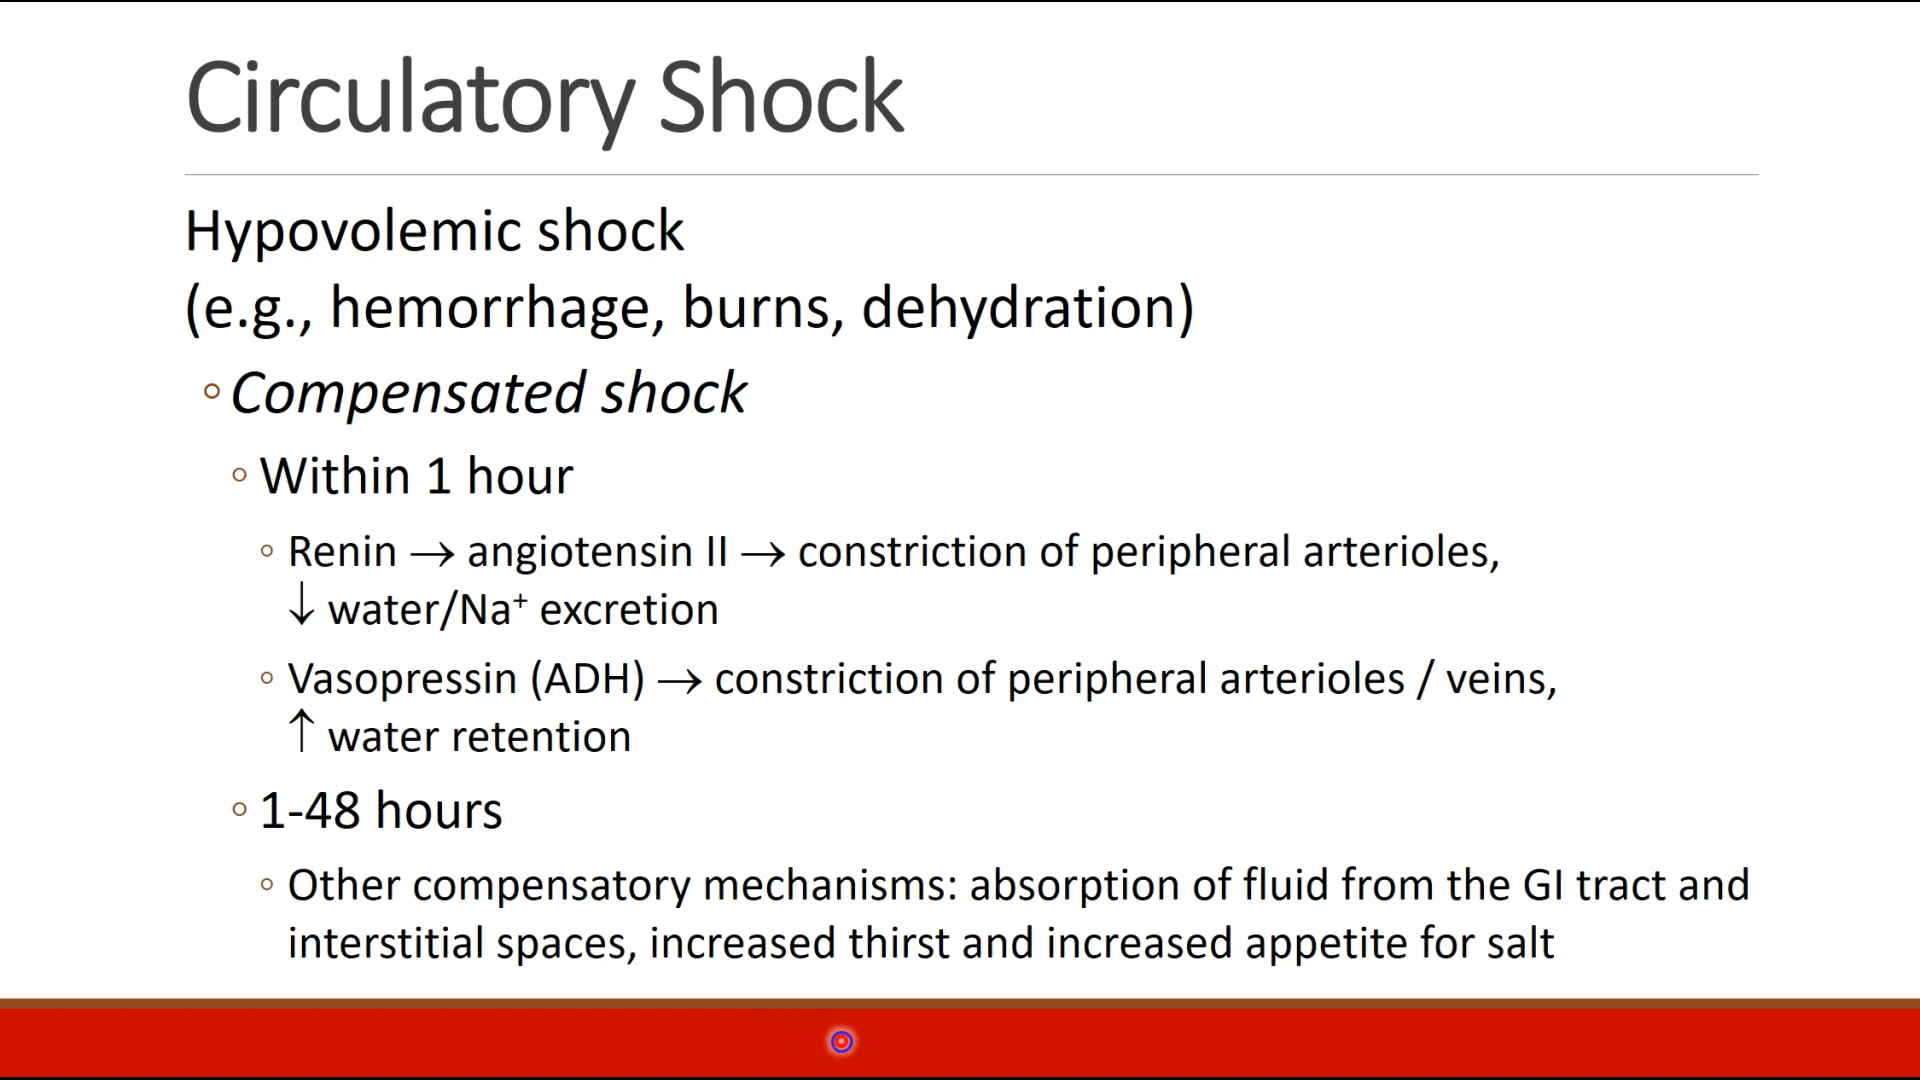 Circulatory Shock
Hypovolemic shock
(e.g., hemorrhage, burns, dehydration)
◦ Compensated shock
◦ Within 1 hour
◦ Renin → angiotensin II → constriction of peripheral arterioles,
↓ water/Na⁺ excretion
◦ Vasopressin (ADH) → constriction of peripheral arterioles / veins,
↑ water retention
◦ 1-48 hours
◦ Other compensatory mechanisms: absorption of fluid from the GI tract and
interstitial spaces, increased thirst and increased appetite for salt